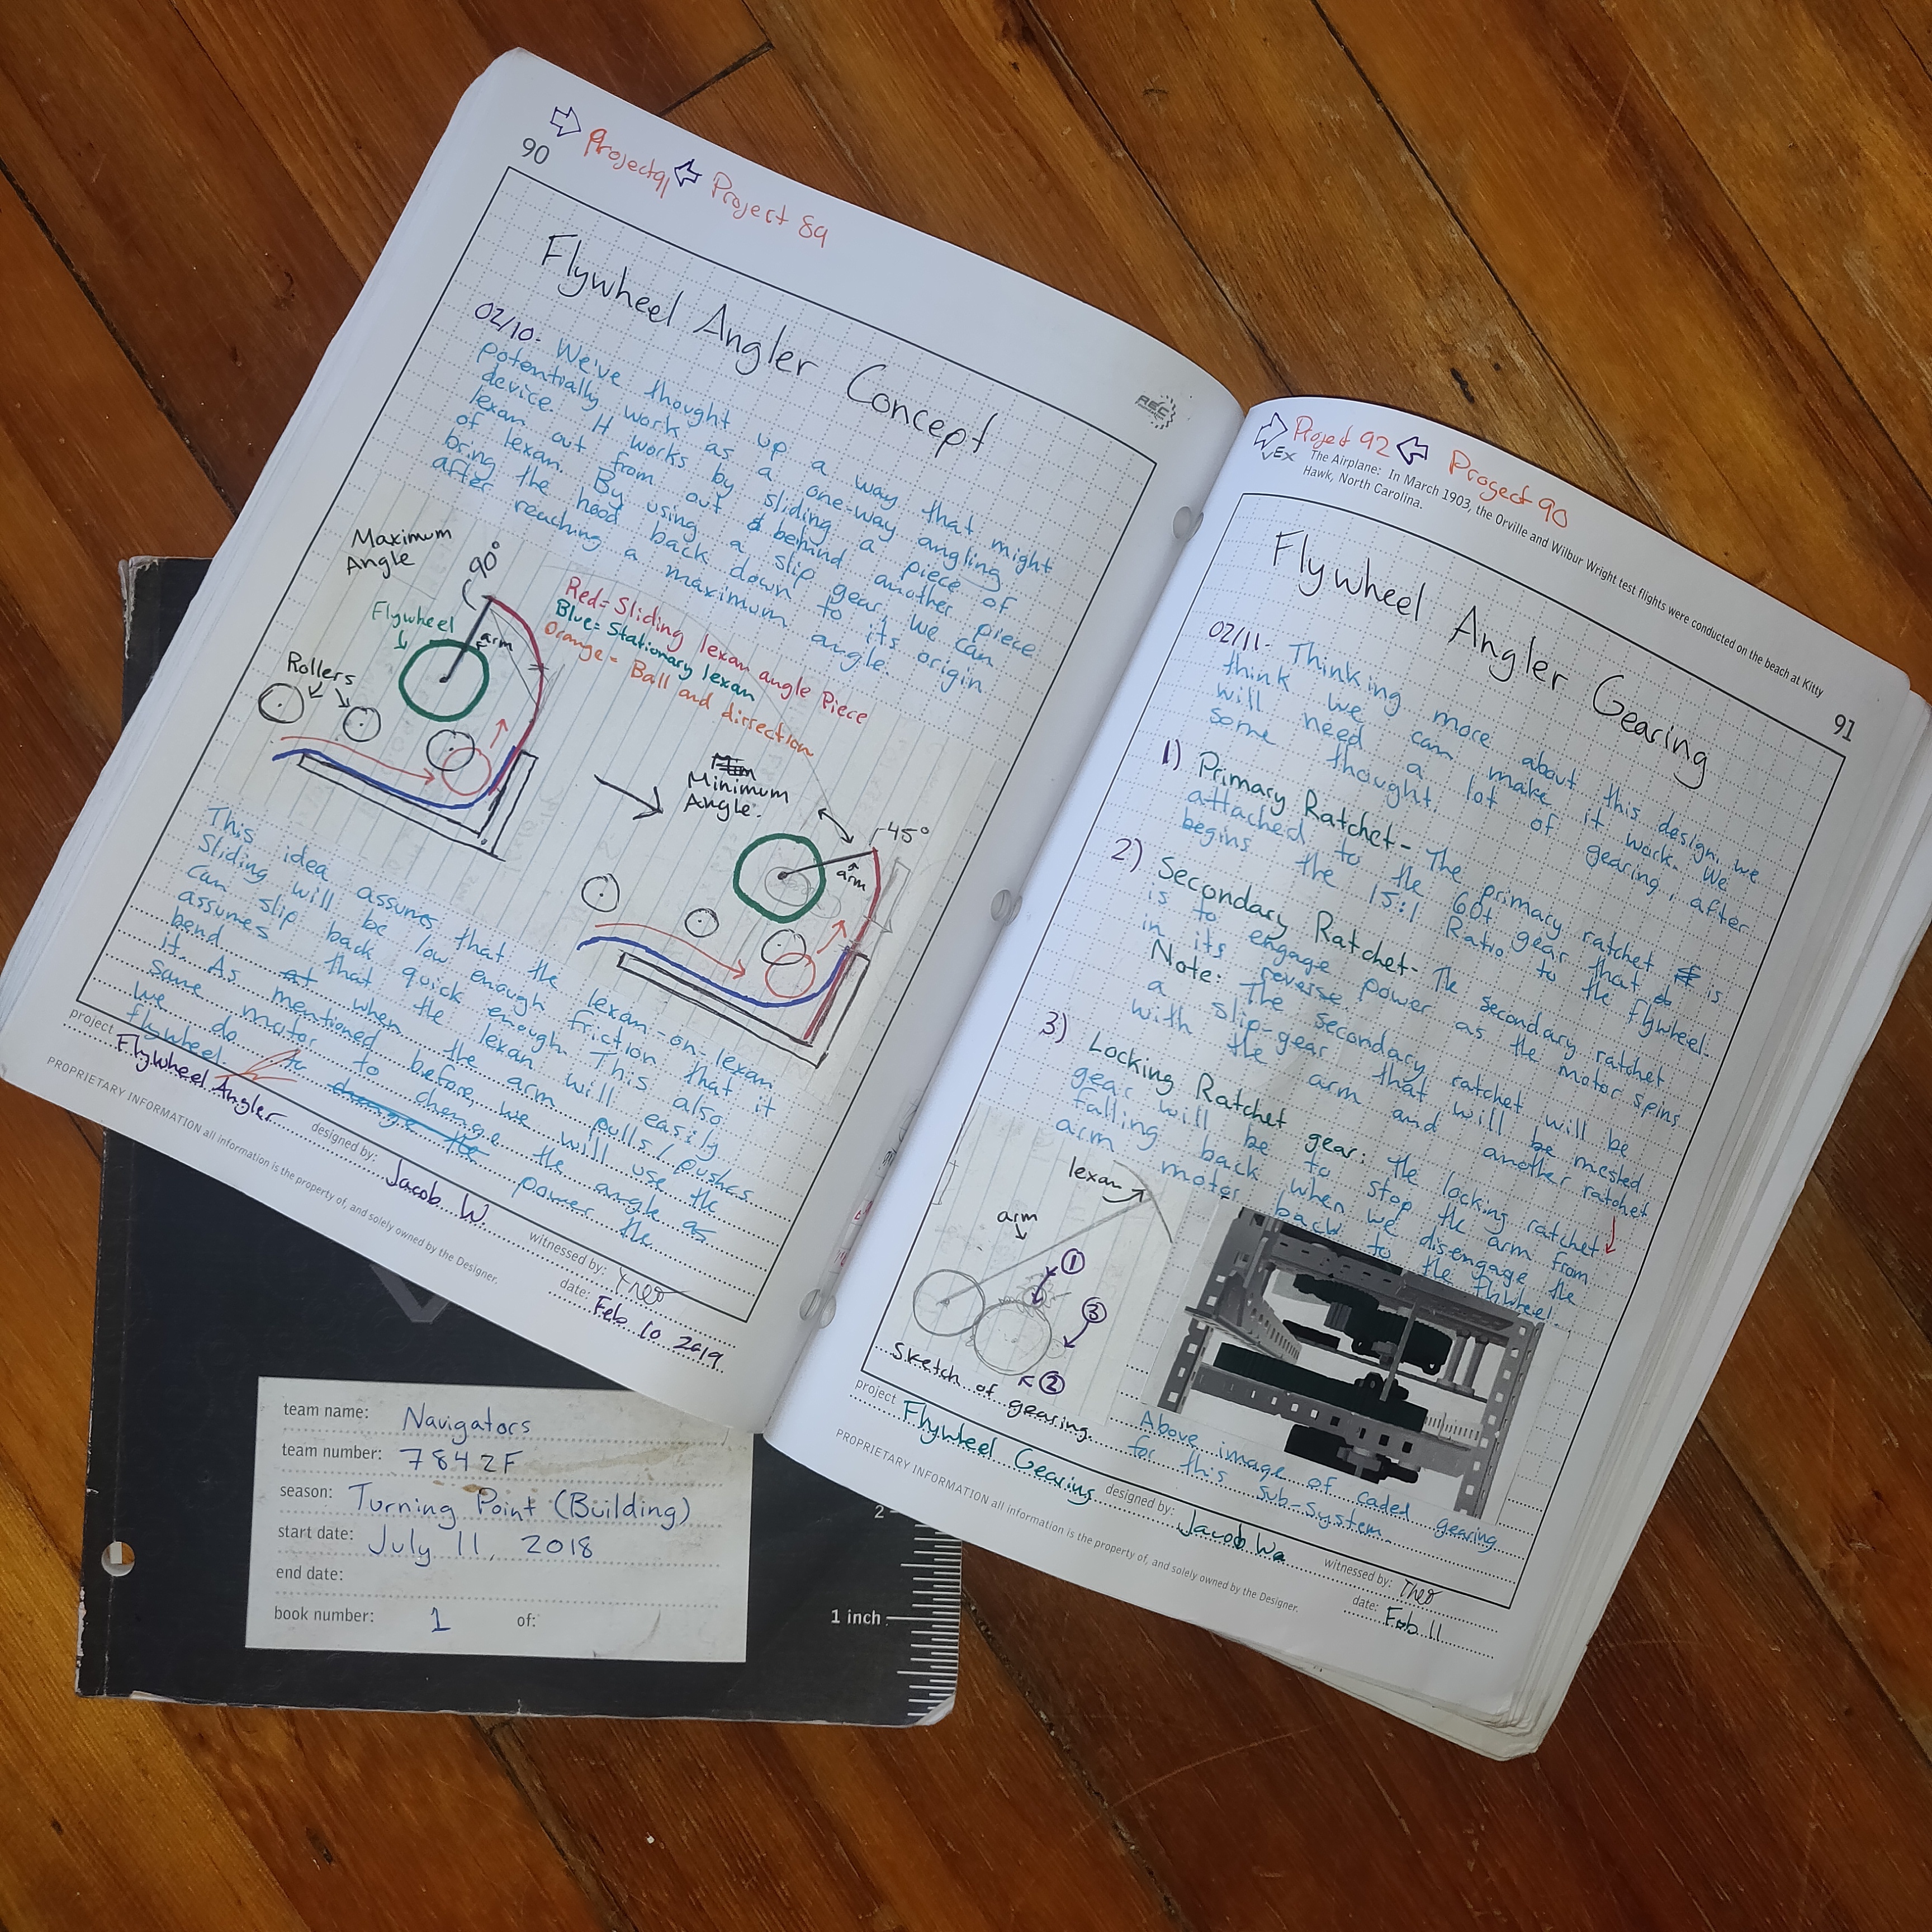 Project 91 Project 89
90
Flywheel Angler Concept
02/10- We've thought up a way that might
potentially work as a one-way angling
device. It works by sliding a piece of
lexan out from out & behind another piece
of lexan. By using a slip gear, we can
bring the hood back down to its origin
after reaching a maximum angle.
Maximum
Angle
90°
Flywheel
arm
Rollers
Red= Sliding lexan angle Piece
Blue= Stationary lexan
Orange= Ball and dirrection
Minimum
Angle:
45°
arm
This idea assumes that the lexan-on-lexan
Sliding will be low enough friction that it
can slip back quick enough. This also
assumes that the lexan will easily
bend at when the arm pulls/pushes
it. As mentioned before, we will use the
same motor to change the angle as
we do to change the power the
flywheel.
project
Flywheel Angler
designed by:
Jacob W.
witnessed by:
Theo
date:
Feb 10 2019
PROPRIETARY INFORMATION all information is the property of, and solely owned by the Designer.
REC
Project 92 Project 90
VEX
The Airplane: In March 1903, the Orville and Wilbur Wright test flights were conducted on the beach at Kitty
Hawk, North Carolina.
91
Flywheel Angler Gearing
02/11- Thinking more about this design, we
think we can make it work. We
will need a lot of gearing, after
some thought.
1) Primary Ratchet- The primary ratchet is
attached to the 60t gear that
begins the 15:1 Ratio to the flywheel.
2) Secondary Ratchet- The secondary ratchet
is to engage power as the motor spins
in its reverse
Note: The secondary ratchet will be
a slip-gear that will be meshed
with the arm and another ratchet
3) Locking Ratchet gear: the locking ratchet
gear will be to stop the arm from
falling back when we disengage the
arm motor back to the flywheel.
lexan
arm
1
3
2
Sketch of gearing.
Above image of caded gearing
for this sub-system
project
Flywheel Gearing
designed by:
Jacob Wa
witnessed by:
Theo
date:
Feb 11
PROPRIETARY INFORMATION all information is the property of, and solely owned by the Designer.
team name: Navigators
team number: 7842F
season: Turning Point (Building)
start date: July 11, 2018
end date:
book number: 1 of:
2
1 inch